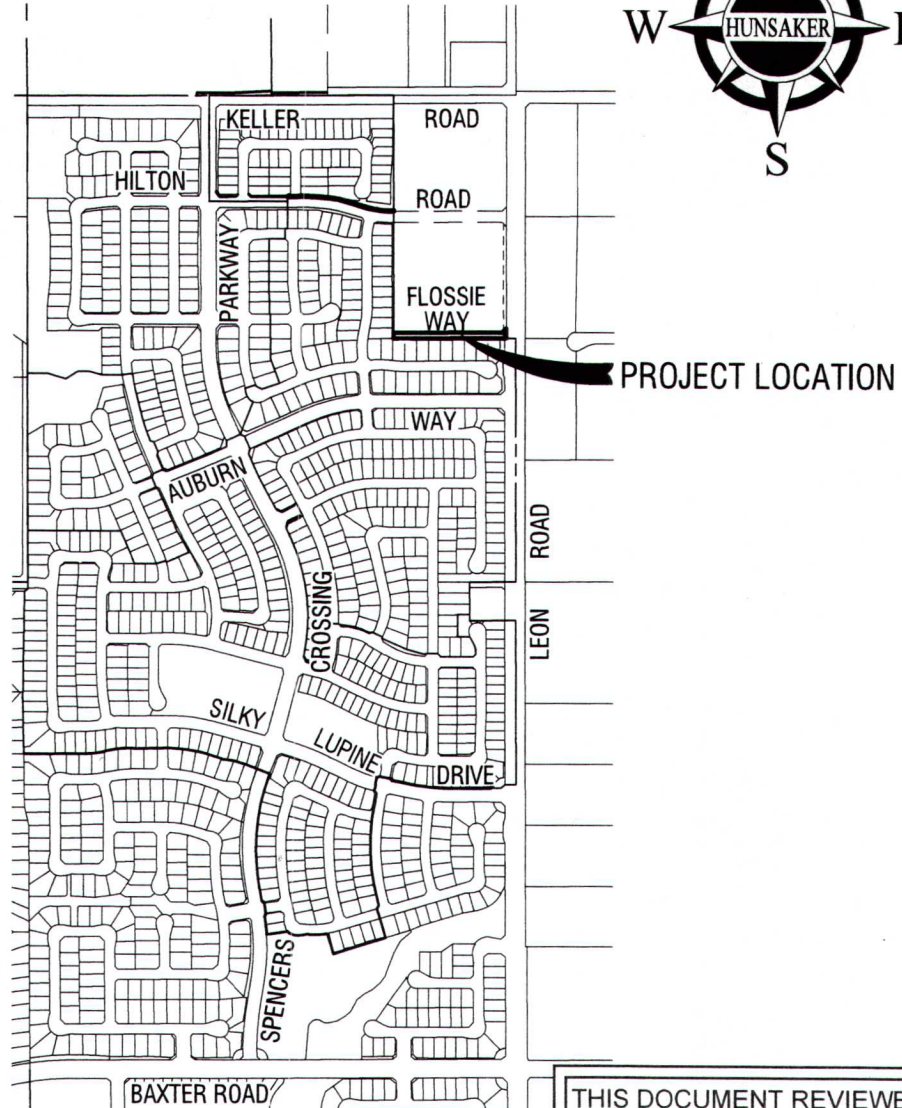 W
HUNSAKER
S
KELLER ROAD
HILTON ROAD
PARKWAY
FLOSSIE
WAY
PROJECT LOCATION
AUBURN WAY
ROAD
LEON
CROSSING
SILKY LUPINE DRIVE
SPENCERS
BAXTER ROAD
THIS DOCUMENT REVIEWE